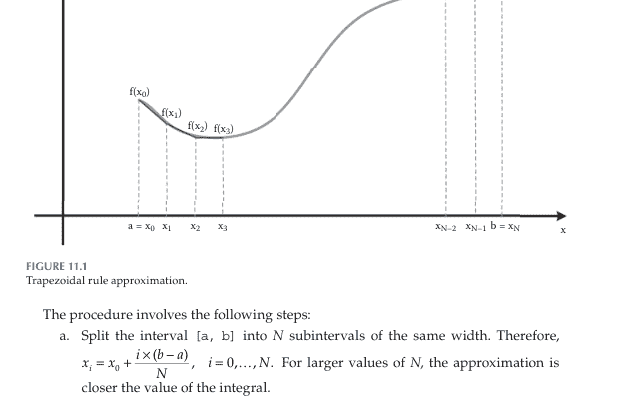 f(x₀)
f(x₁)
f(x₂) f(x₃)
a = x₀ x₁ x₂ x₃ xN–2 xN–1 b = xN
x
FIGURE 11.1
Trapezoidal rule approximation.
The procedure involves the following steps:
a. Split the interval [a, b] into N subintervals of the same width. Therefore,
xᵢ = x₀ + i×(b – a)/N, i = 0,…, N. For larger values of N, the approximation is
closer the value of the integral.